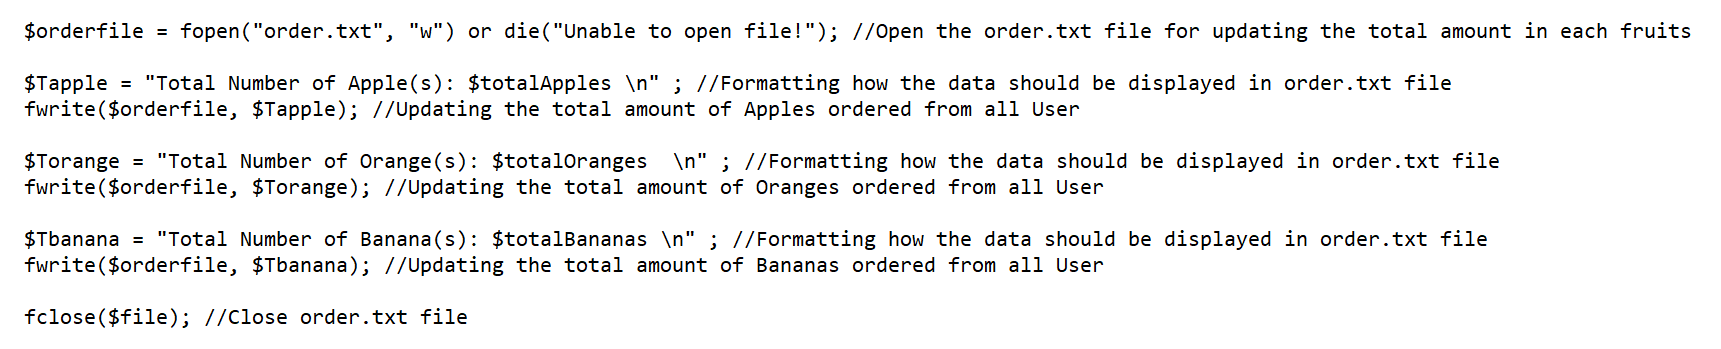 $orderfile = fopen("order.txt", "w") or die("Unable to open file!"); //Open the order.txt file for updating the total amount in each fruits
$Tapple = "Total Number of Apple(s): $totalApples \n" ; //Formatting how the data should be displayed in order.txt file
fwrite($orderfile, $Tapple); //Updating the total amount of Apples ordered from all User
$Torange = "Total Number of Orange(s): $totalOranges  \n" ; //Formatting how the data should be displayed in order.txt file
fwrite($orderfile, $Torange); //Updating the total amount of Oranges ordered from all User
$Tbanana = "Total Number of Banana(s): $totalBananas \n" ; //Formatting how the data should be displayed in order.txt file
fwrite($orderfile, $Tbanana); //Updating the total amount of Bananas ordered from all User
fclose($file); //Close order.txt file